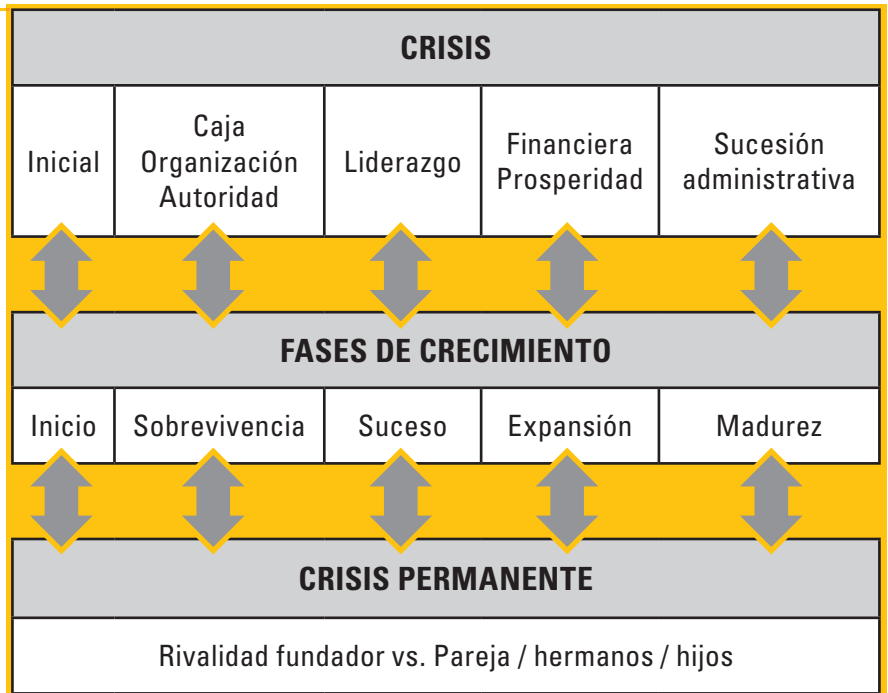 CRISIS
Inicial
Caja
Organización
Autoridad
Liderazgo
Financiera
Prosperidad
Sucesión
administrativa
FASES DE CRECIMIENTO
Inicio
Sobrevivencia
Suceso
Expansión
Madurez
CRISIS PERMANENTE
Rivalidad fundador vs. Pareja / hermanos / hijos